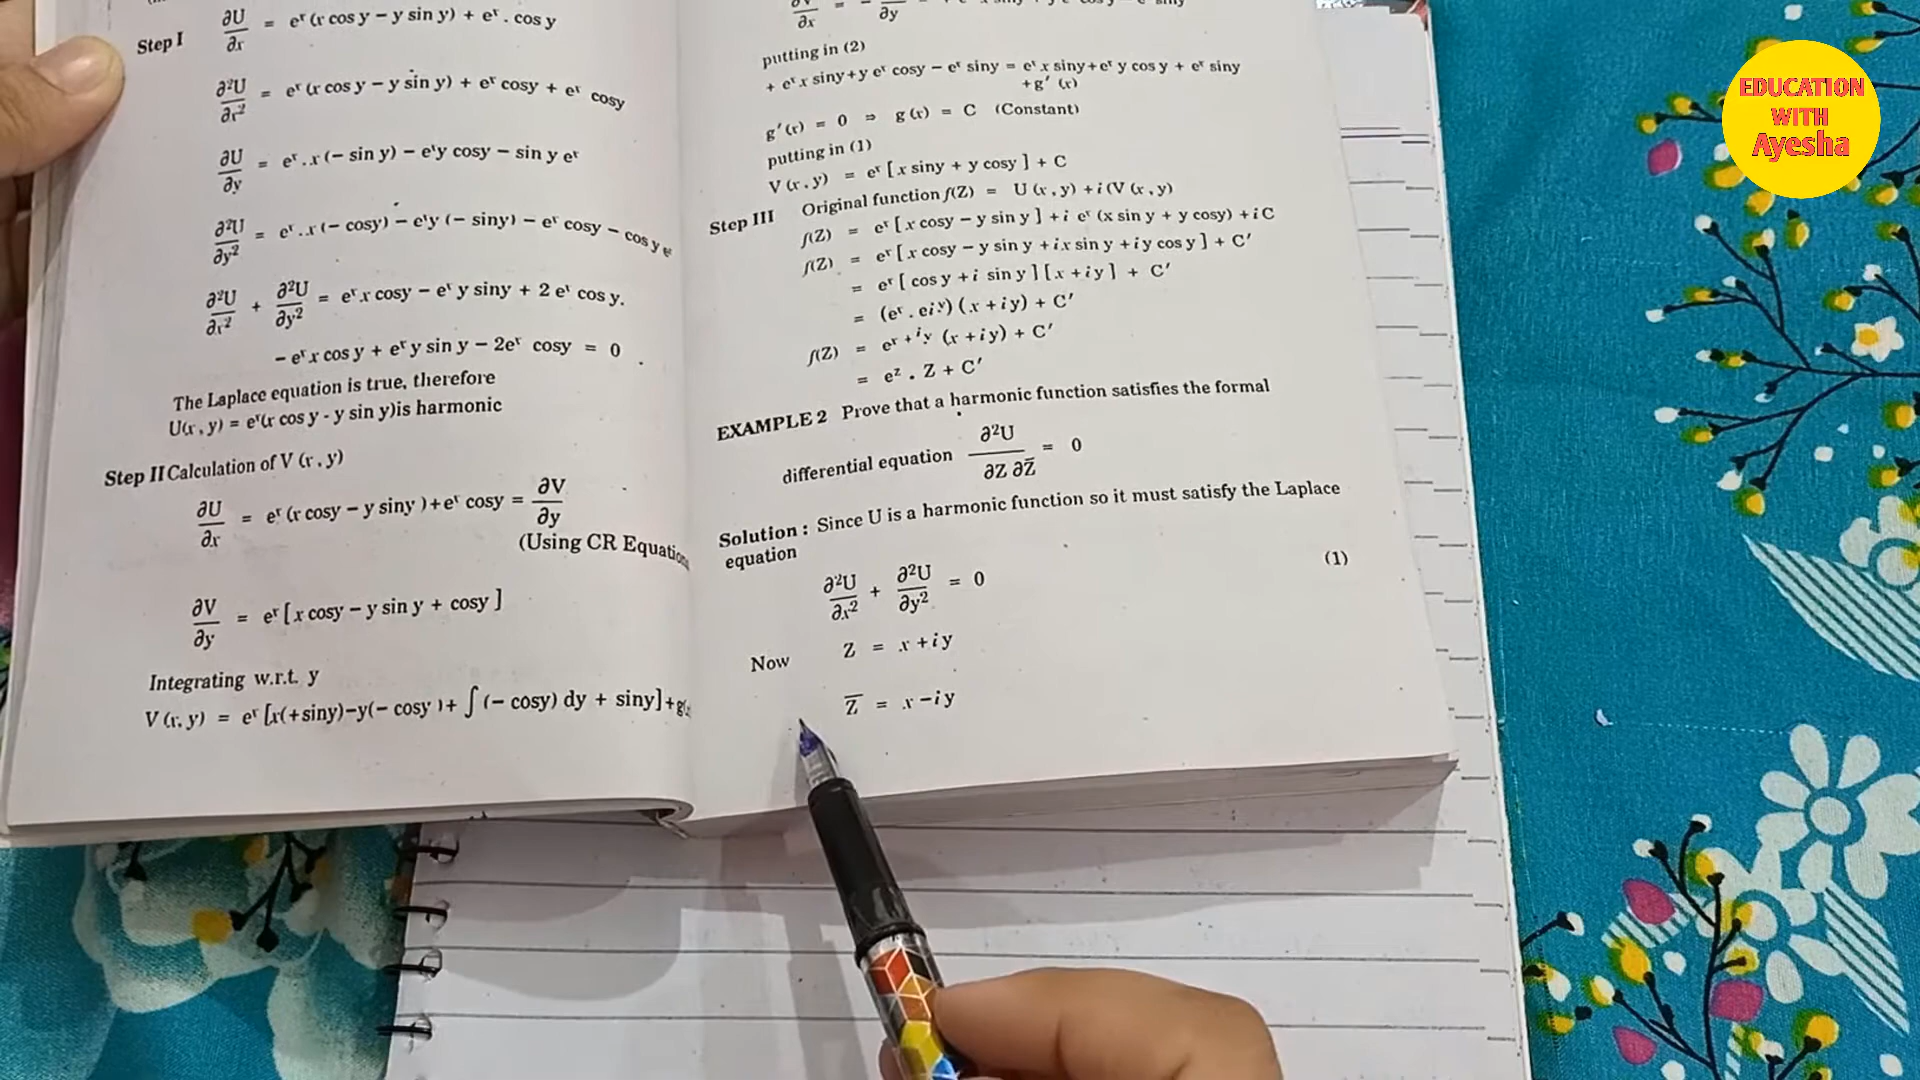 Step I ∂U/∂x = eˣ (x cos y – y sin y) + eˣ . cos y
∂²U/∂x² = eˣ (x cos y – y sin y) + eˣ cosy + eˣ cosy
∂U/∂y = eˣ . x (– sin y) – eˣy cosy – sin y eˣ
∂²U/∂y² = eˣ . x (– cosy) – eˣy (– siny) – eˣ cosy – cos y eˣ
∂²U/∂x² + ∂²U/∂y² = eˣ x cosy – eˣ y siny + 2 eˣ cos y.
– eˣ x cos y + eˣ y sin y – 2eˣ cosy = 0
The Laplace equation is true, therefore
U(x , y) = eˣ(x cos y - y sin y)is harmonic
Step II Calculation of V (x , y)
∂U/∂x = eˣ (x cosy – y siny ) + eˣ cosy = ∂V/∂y
(Using CR Equation
∂V/∂y = eˣ [ x cosy – y sin y + cosy ]
Integrating w.r.t. y
V (x, y) = eˣ [x(+siny)–y(– cosy )+ ∫ (– cosy) dy + siny] +g(x
putting in (2)
+ eˣ x siny + y eˣ cosy – eˣ siny = eˣ x siny + eˣ y cos y + eˣ siny
+g′ (x)
g′ (x) = 0 ⇒ g (x) = C (Constant)
putting in (1)
V (x , y) = eˣ [ x siny + y cosy ] + C
Step III Original function f(Z) = U (x , y) + i (V (x , y)
f(Z) = eˣ [ x cosy – y sin y ] + i eˣ (x sin y + y cosy) + i C
f(Z) = eˣ [ x cosy – y sin y + ix sin y + iy cos y ] + C′
= eˣ [ cos y + i sin y ] [ x + iy ] + C′
= (eˣ . eiʸ) (x + iy) + C′
f(Z) = eˣ⁺ⁱʸ (x + iy) + C′
= eᶻ . Z + C′
EXAMPLE 2 Prove that a harmonic function satisfies the formal
differential equation ∂²U/∂Z ∂Z̅ = 0
Solution : Since U is a harmonic function so it must satisfy the Laplace
equation
∂²U/∂x² + ∂²U/∂y² = 0 (1)
Now Z = x + i y
Z̅ = x – i y
EDUCATION
WITH
Ayesha